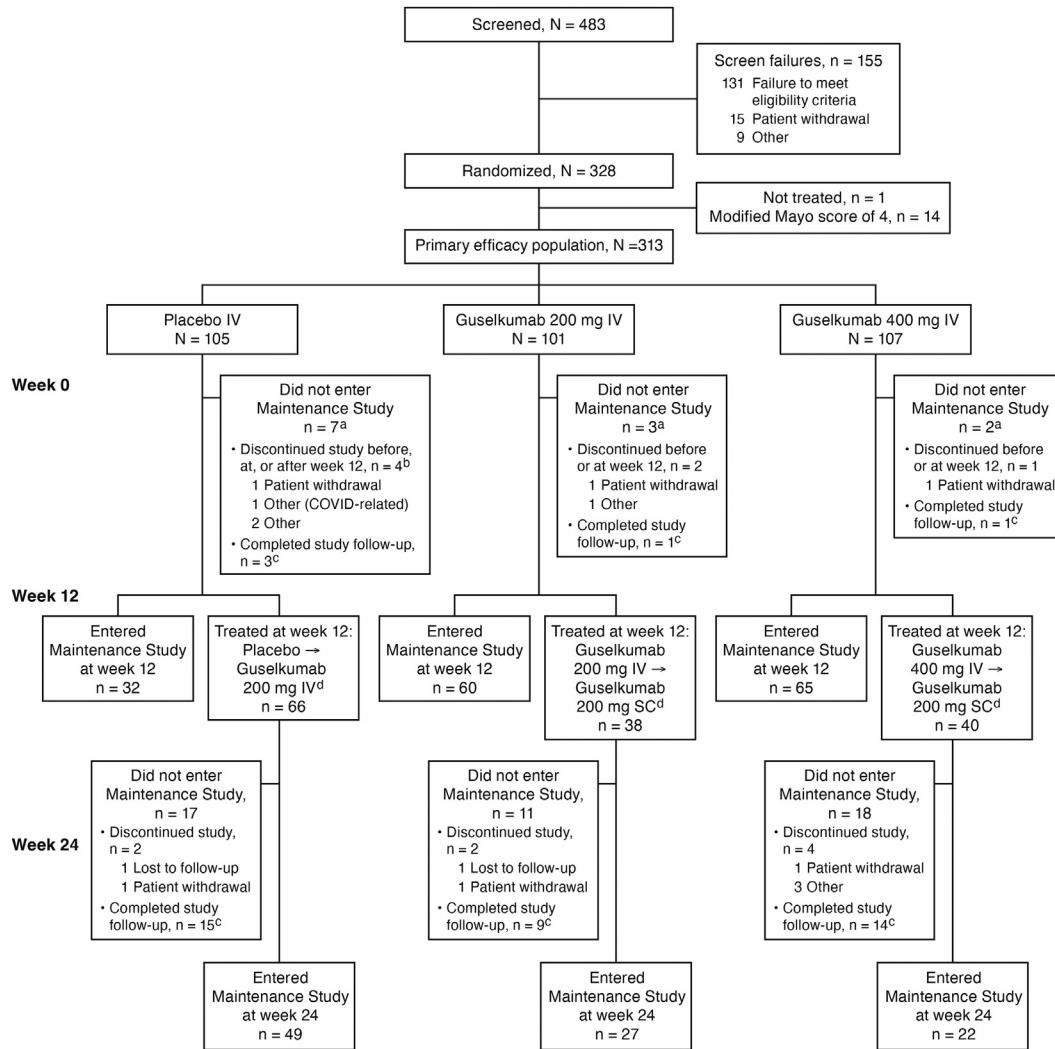 Screened, N = 483
Screen failures, n = 155
131 Failure to meet
eligibility criteria
15 Patient withdrawal
9 Other
Randomized, N = 328
Not treated, n = 1
Modified Mayo score of 4, n = 14
Primary efficacy population, N =313
Placebo IV
N = 105
Guselkumab 200 mg IV
N = 101
Guselkumab 400 mg IV
N = 107
Week 0
Did not enter
Maintenance Study
n = 7a
• Discontinued study before,
at, or after week 12, n = 4b
1 Patient withdrawal
1 Other (COVID-related)
2 Other
• Completed study follow-up,
n = 3c
Did not enter
Maintenance Study
n = 3a
• Discontinued before
or at week 12, n = 2
1 Patient withdrawal
1 Other
• Completed study
follow-up, n = 1c
Did not enter
Maintenance Study
n = 2a
• Discontinued before
or at week 12, n = 1
1 Patient withdrawal
• Completed study
follow-up, n = 1c
Week 12
Entered
Maintenance Study
at week 12
n = 32
Treated at week 12:
Placebo →
Guselkumab
200 mg IVd
n = 66
Entered
Maintenance Study
at week 12
n = 60
Treated at week 12:
Guselkumab
200 mg IV →
Guselkumab
200 mg SCd
n = 38
Entered
Maintenance Study
at week 12
n = 65
Treated at week 12:
Guselkumab
400 mg IV →
Guselkumab
200 mg SCd
n = 40
Week 24
Did not enter
Maintenance Study,
n = 17
• Discontinued study,
n = 2
1 Lost to follow-up
1 Patient withdrawal
• Completed study
follow-up, n = 15c
Did not enter
Maintenance Study,
n = 11
• Discontinued study,
n = 2
1 Lost to follow-up
1 Patient withdrawal
• Completed study
follow-up, n = 9c
Did not enter
Maintenance Study,
n = 18
• Discontinued study,
n = 4
1 Patient withdrawal
3 Other
• Completed study
follow-up, n = 14c
Entered
Maintenance Study
at week 24
n = 49
Entered
Maintenance Study
at week 24
n = 27
Entered
Maintenance Study
at week 24
n = 22